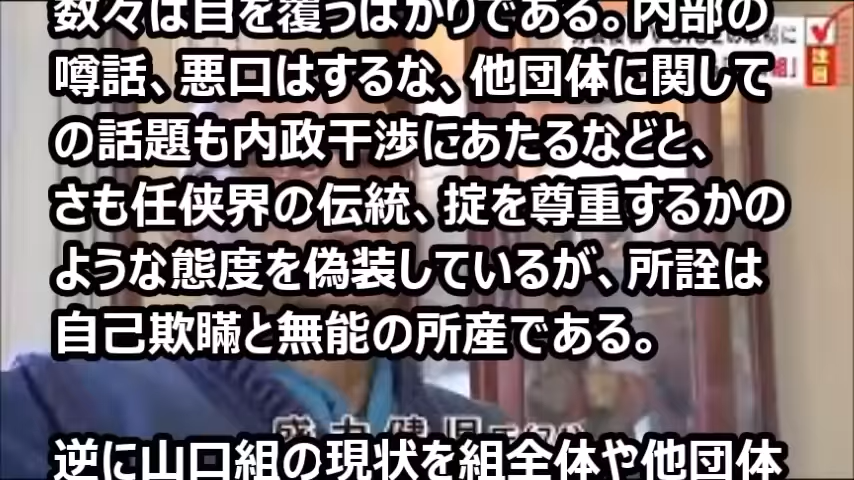 数々は目を覆うばかりである。内部の
噂話、悪口はするな、他団体に関して
の話題も内政干渉にあたるなどと、
さも任侠界の伝統、掟を尊重するかの
ような態度を偽装しているが、所詮は
自己欺瞞と無能の所産である。
逆に山口組の現状を組全体や他団体
注目
組」